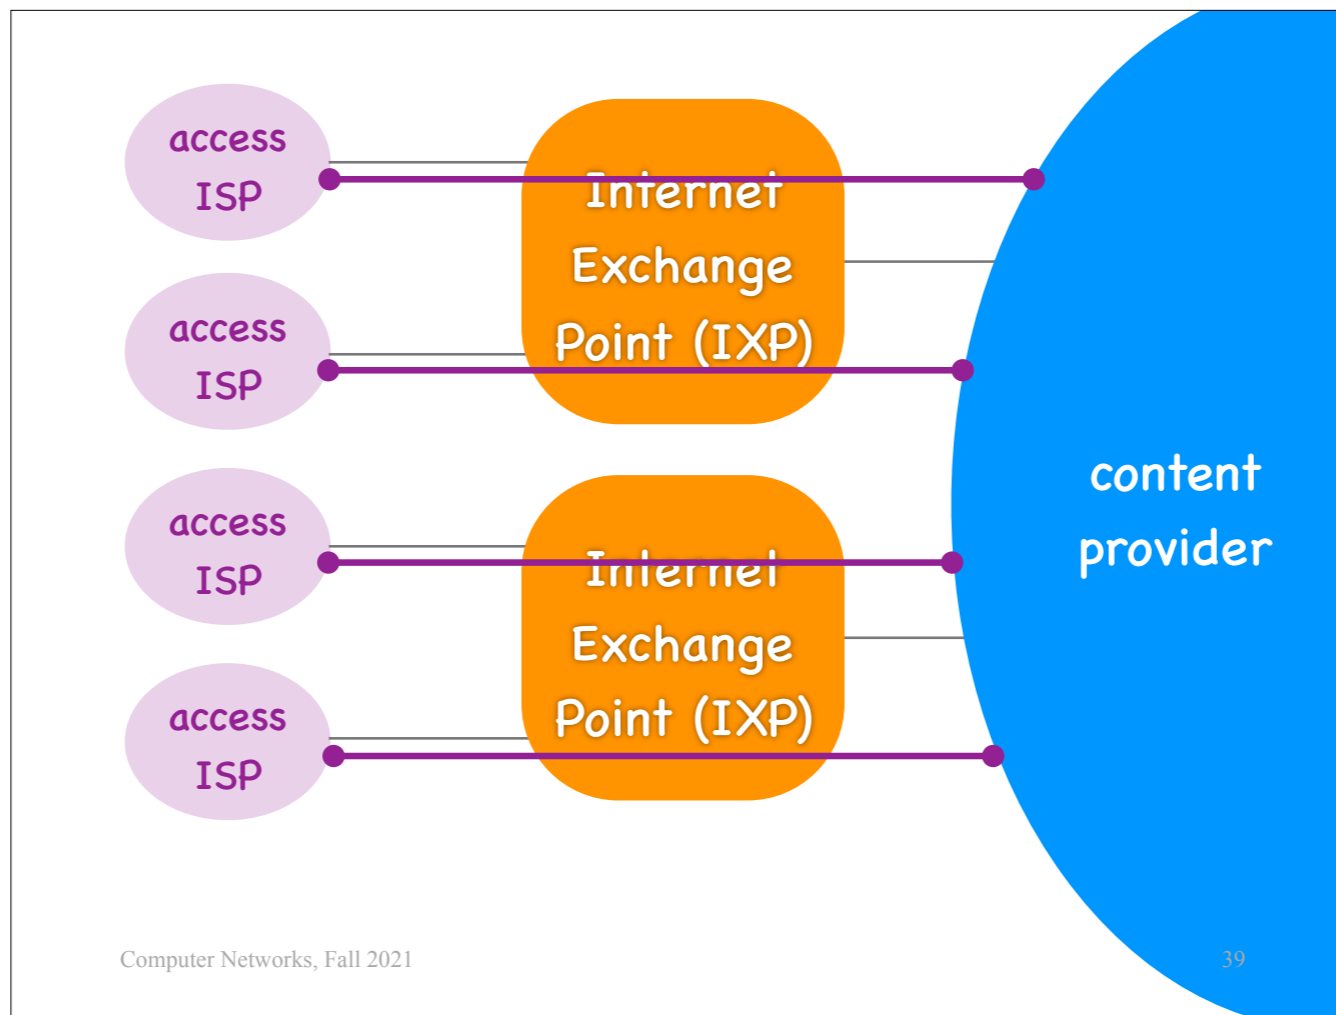 access
ISP
Internet
Exchange
Point (IXP)
access
ISP
access
ISP
Internet
Exchange
Point (IXP)
access
ISP
content
provider
Computer Networks, Fall 2021
39